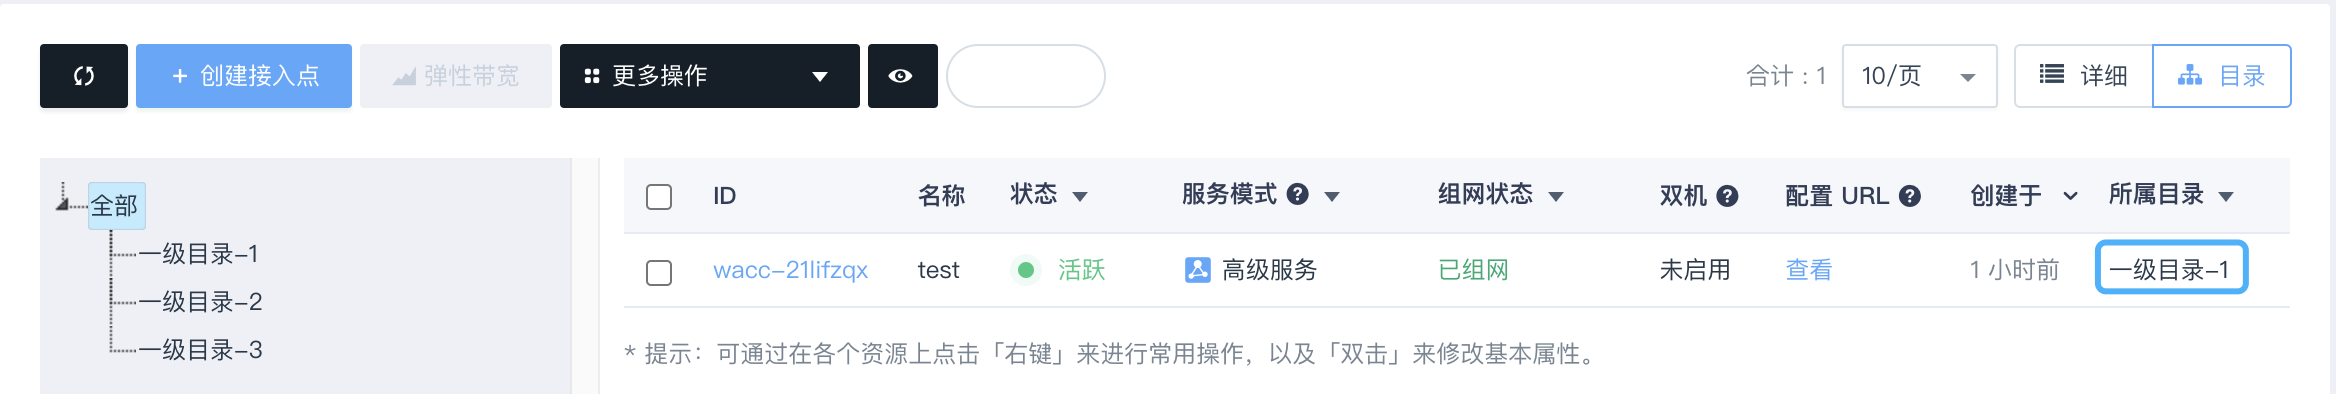 + 创建接入点 弹性带宽 更多操作 合计：1 10/页 详细 目录
全部
一级目录-1
一级目录-2
一级目录-3
ID 名称 状态 服务模式 组网状态 双机 配置 URL 创建于 所属目录
wacc-21lifzqx test 活跃 高级服务 已组网 未启用 查看 1 小时前 一级目录-1
* 提示：可通过在各个资源上点击「右键」来进行常用操作，以及「双击」来修改基本属性。